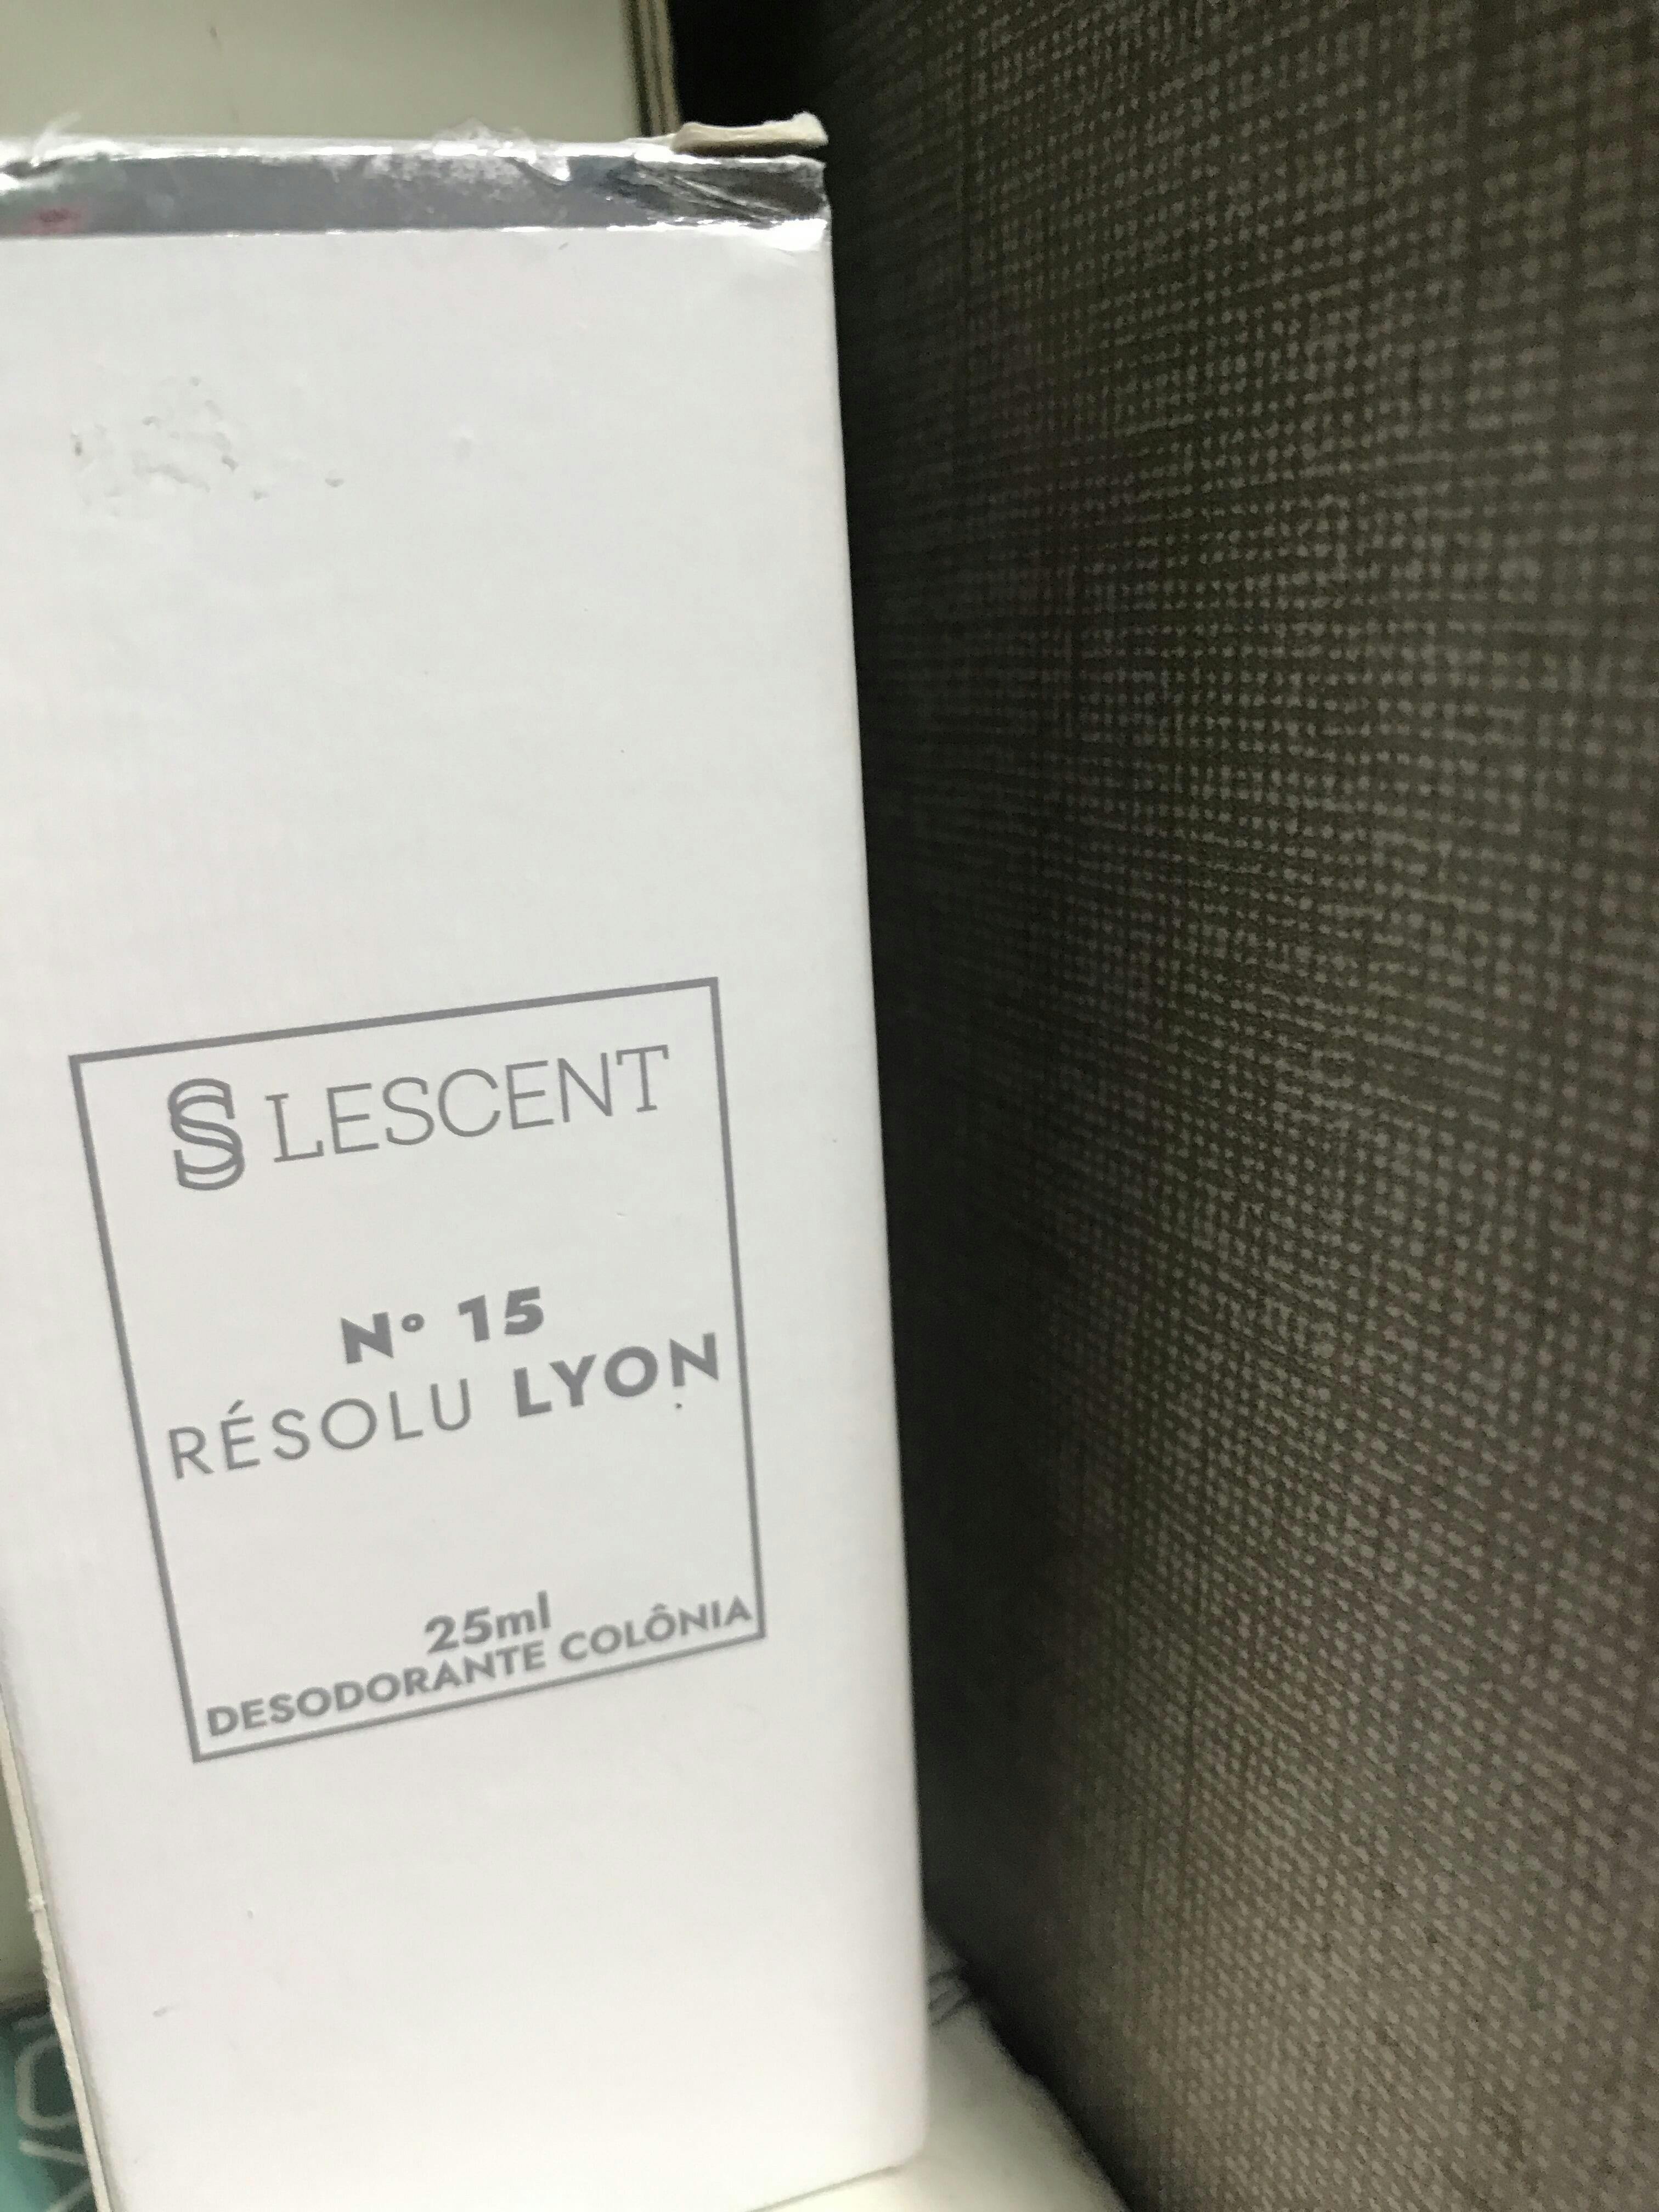 LESCENT
Nº 15
RÉSOLU LYON
25ml
DESODORANTE COLÔNIA